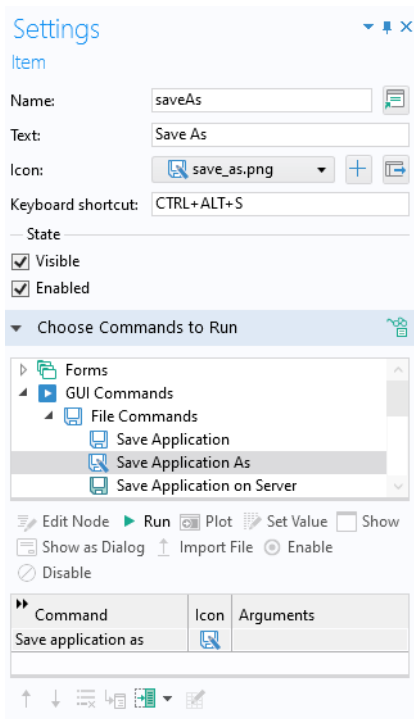 Settings
Item
Name: saveAs
Text: Save As
Icon: save_as.png
Keyboard shortcut: CTRL+ALT+S
State
Visible
Enabled
Choose Commands to Run
Forms
GUI Commands
File Commands
Save Application
Save Application As
Save Application on Server
Edit Node Run Plot Set Value Show
Show as Dialog Import File Enable
Disable
Command Icon Arguments
Save application as